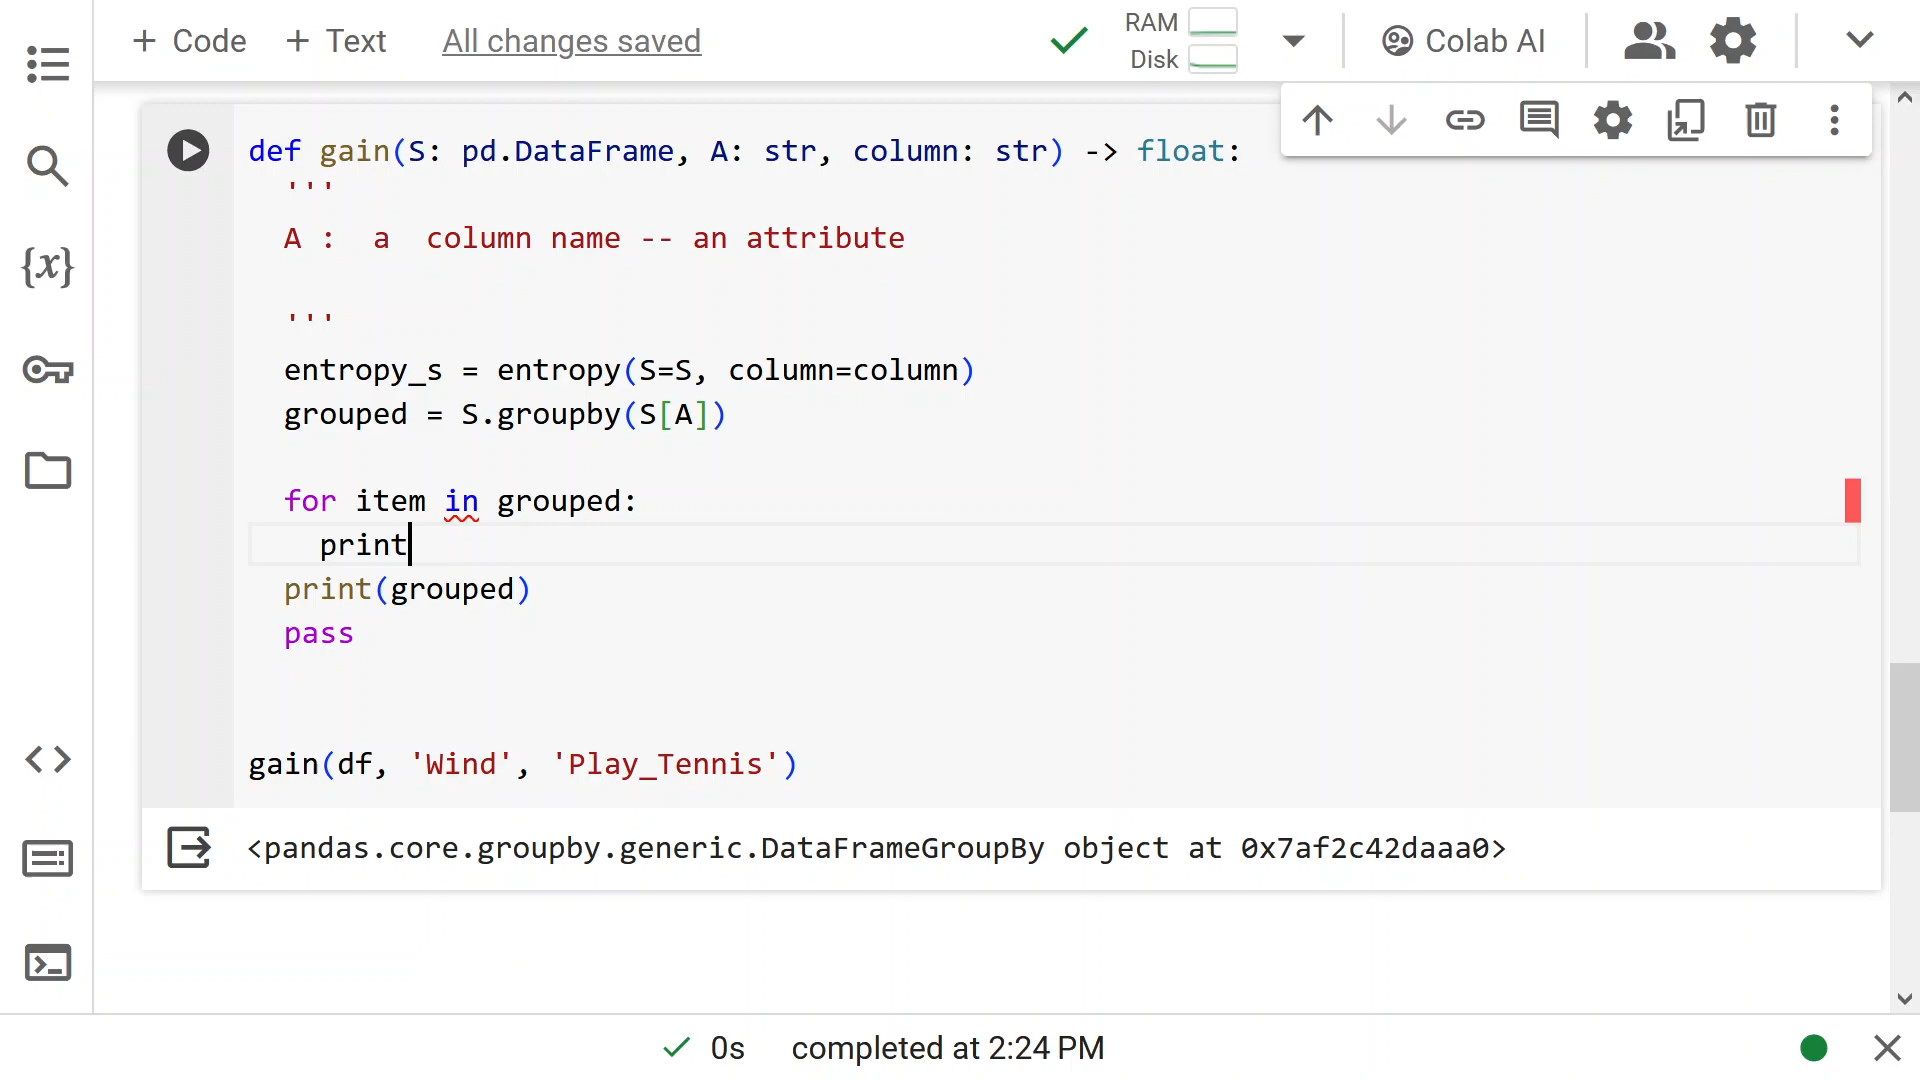 + Code + Text All changes saved RAM Disk Colab AI
{x}
def gain(S: pd.DataFrame, A: str, column: str) -> float:
  '''
  A :  a  column name -- an attribute

  '''
  entropy_s = entropy(S=S, column=column)
  grouped = S.groupby(S[A])

  for item in grouped:
    print
  print(grouped)
  pass


gain(df, 'Wind', 'Play_Tennis')
<pandas.core.groupby.generic.DataFrameGroupBy object at 0x7af2c42daaa0>
0s completed at 2:24 PM